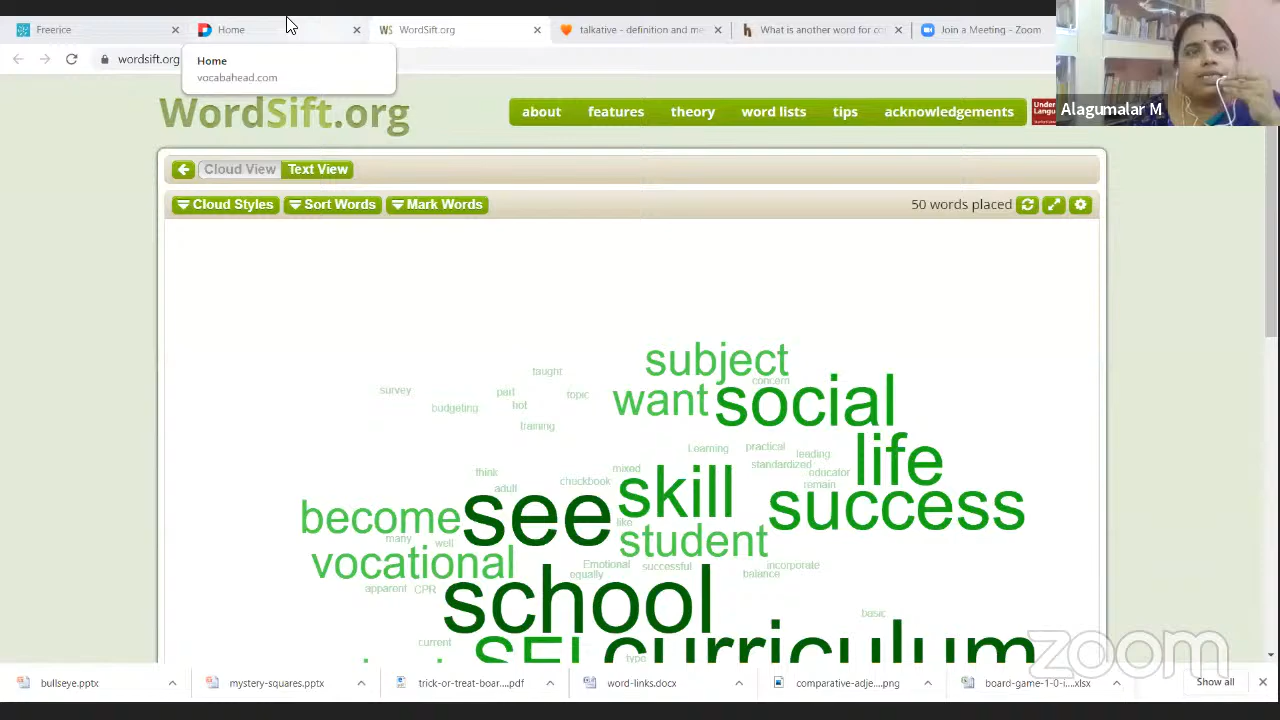 Freerice
Home
WordSift.org
talkative - definition and me
What is another word for co
Join a Meeting - Zoom
wordsift.org
Home
vocabahead.com
WordSift.org
about features theory word lists tips acknowledgements
Under
Langu
Alagumalar M
Cloud View Text View
Cloud Styles Sort Words Mark Words 50 words placed
subject
taught
concern
survey
part
topic
want
social
budgeting
hot
training
Learning
practical
leading
life
standardized
think
mixed
educator
chuckbook
remain
adult
skill
see
success
become
like
many
well
student
vocational
Emotional
successful
incorporate
equally
balance
apparent
CPR
school
basic
current
SEL
curriculum
type
zoom
bullseye.pptx
mystery-squares.pptx
trick-or-treat-boar....pdf
word-links.docx
comparative-adje....png
board-game-1-0-i....xlsx
Show all